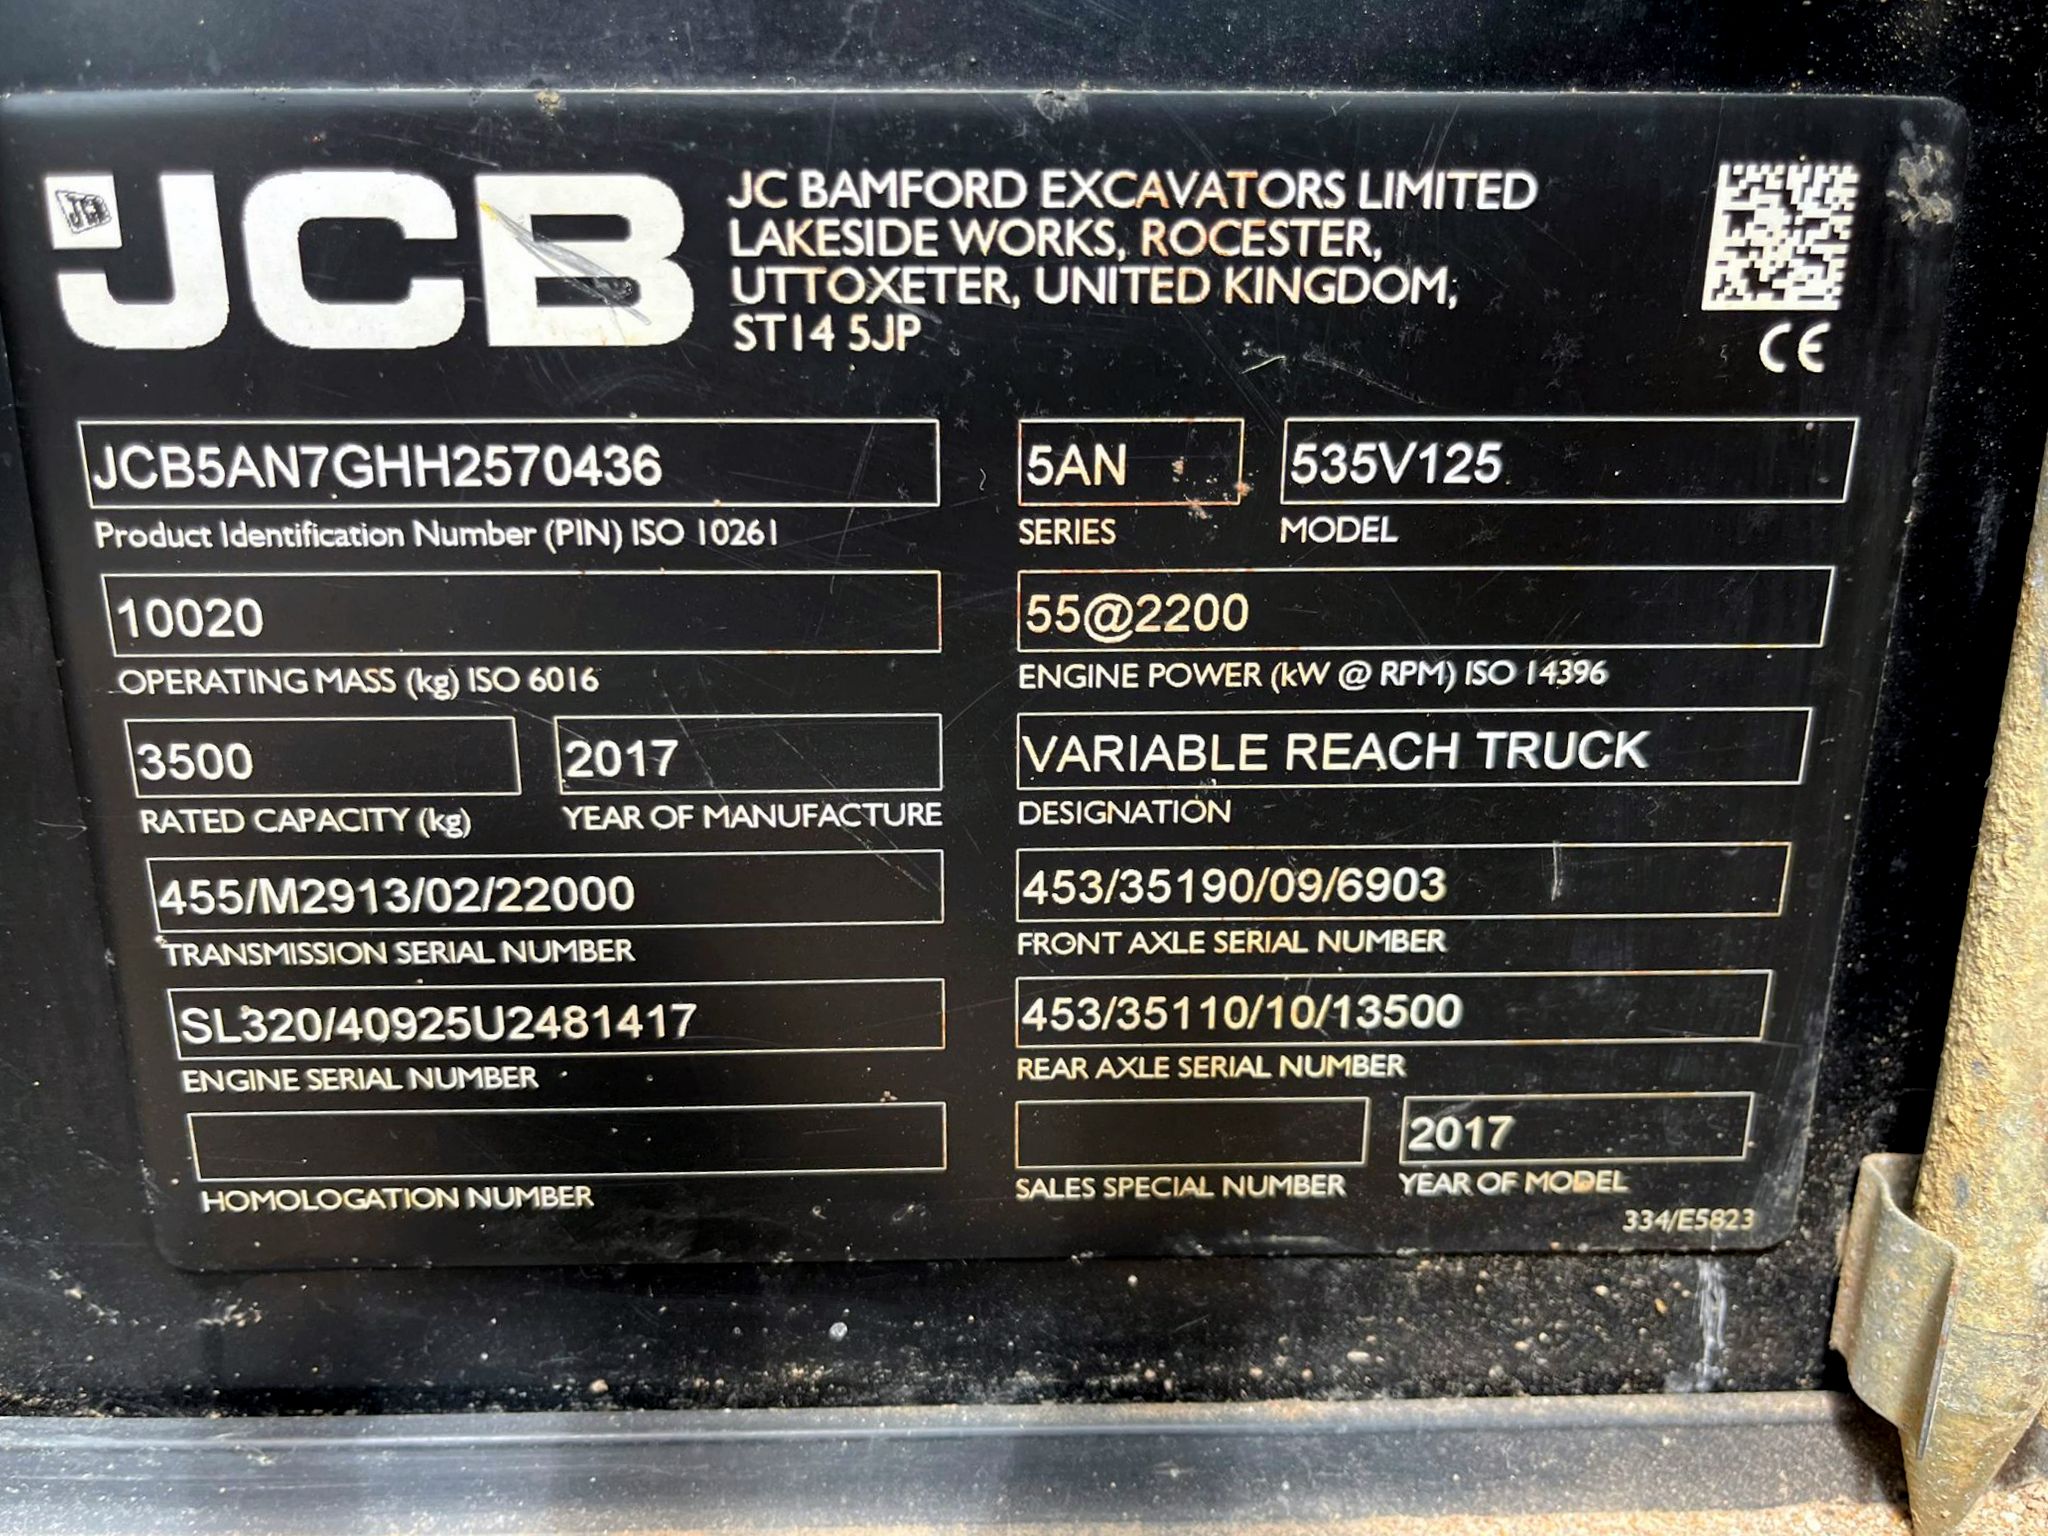 JCB
JC BAMFORD EXCAVATORS LIMITED
LAKESIDE WORKS, ROCESTER,
UTTOXETER, UNITED KINGDOM,
ST14 5JP
CE
JCB5AN7GHH2570436
Product Identification Number (PIN) ISO 10261
5AN
SERIES
535V125
MODEL
10020
OPERATING MASS (kg) ISO 6016
55@2200
ENGINE POWER (kW @ RPM) ISO 14396
3500
RATED CAPACITY (kg)
2017
YEAR OF MANUFACTURE
VARIABLE REACH TRUCK
DESIGNATION
455/M2913/02/22000
TRANSMISSION SERIAL NUMBER
453/35190/09/6903
FRONT AXLE SERIAL NUMBER
SL320/40925U2481417
ENGINE SERIAL NUMBER
453/35110/10/13500
REAR AXLE SERIAL NUMBER
HOMOLOGATION NUMBER
SALES SPECIAL NUMBER
2017
YEAR OF MODEL
334/E5823